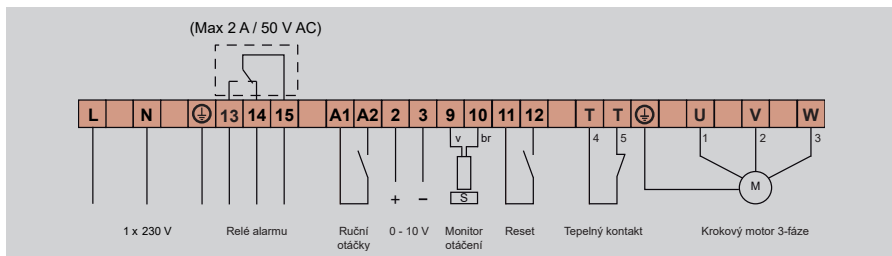 (Max 2 A / 50 V AC)
L N 13 14 15 A1 A2 2 3 9 10 11 12 T T U V W
v br 4 5 1 2 3
+ − S M
1 x 230 V Relé alarmu Ruční otáčky 0 - 10 V Monitor otáčení Reset Tepelný kontakt Krokový motor 3-fáze